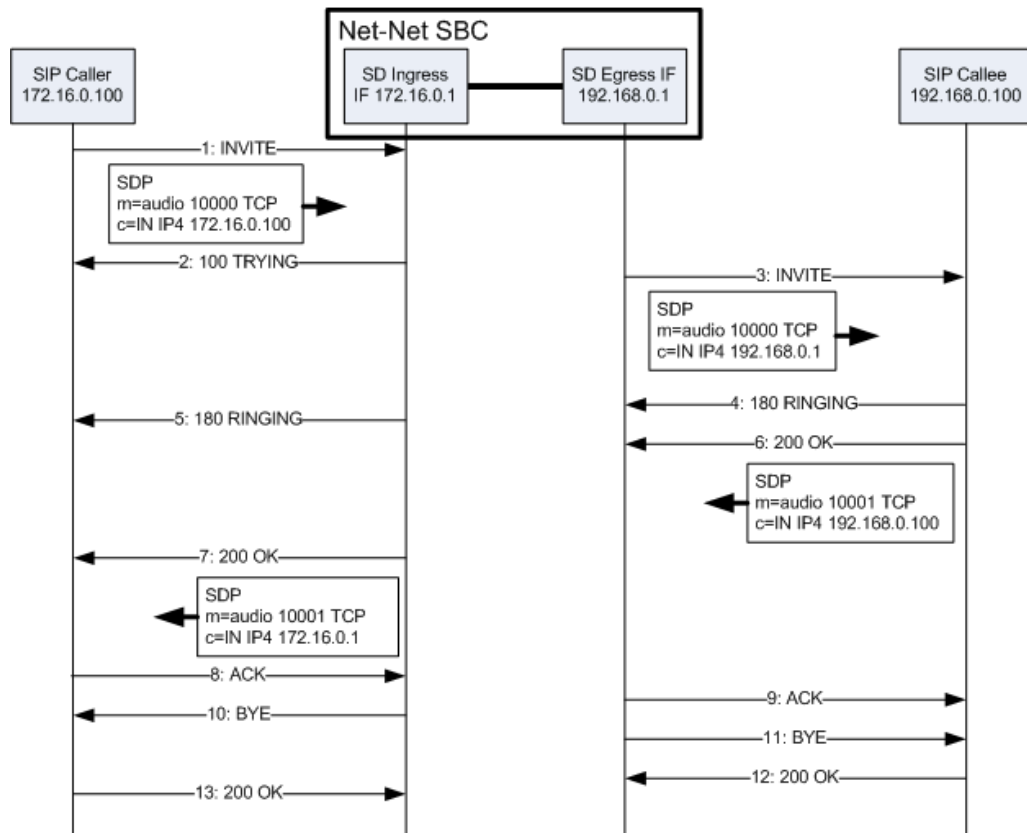 Net-Net SBC
SIP Caller
172.16.0.100
SD Ingress
IF 172.16.0.1
SD Egress IF
192.168.0.1
SIP Callee
192.168.0.100
1: INVITE
SDP
m=audio 10000 TCP
c=IN IP4 172.16.0.100
2: 100 TRYING
3: INVITE
SDP
m=audio 10000 TCP
c=IN IP4 192.168.0.1
4: 180 RINGING
5: 180 RINGING
6: 200 OK
SDP
m=audio 10001 TCP
c=IN IP4 192.168.0.100
7: 200 OK
SDP
m=audio 10001 TCP
c=IN IP4 172.16.0.1
8: ACK
9: ACK
10: BYE
11: BYE
12: 200 OK
13: 200 OK